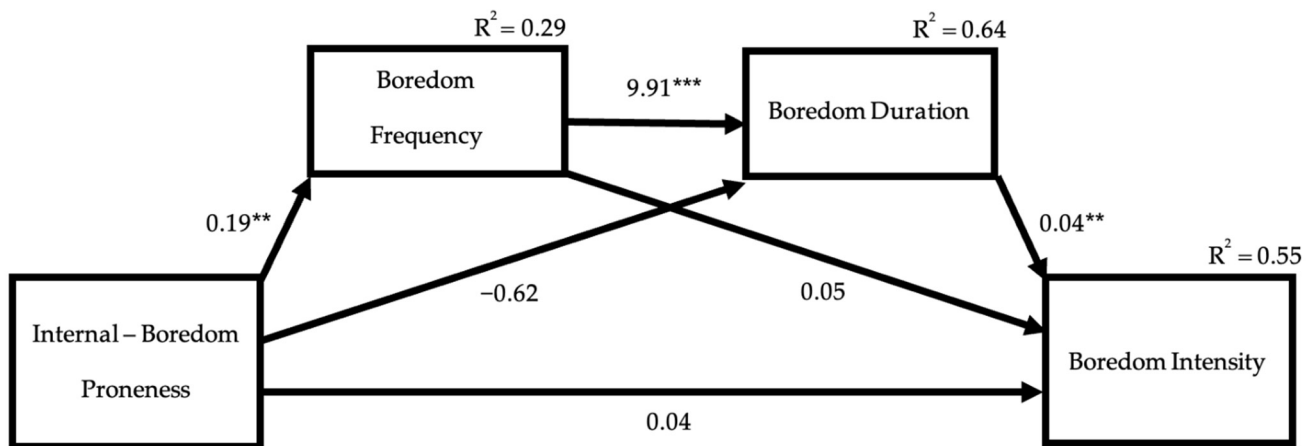 R² = 0.29
R² = 0.64
Boredom
Frequency
9.91***
Boredom Duration
0.19**
0.04**
R² = 0.55
−0.62
0.05
Internal – Boredom
Proneness
Boredom Intensity
0.04